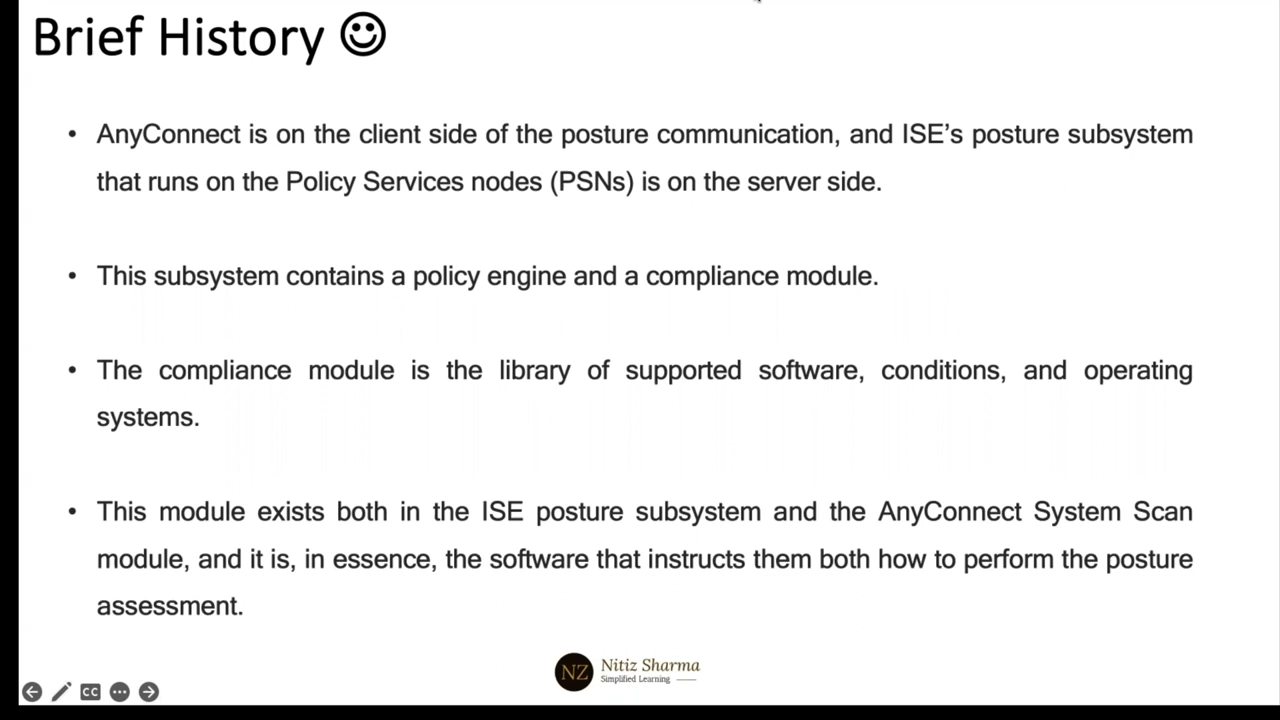 Brief History ☺
• AnyConnect is on the client side of the posture communication, and ISE’s posture subsystem
that runs on the Policy Services nodes (PSNs) is on the server side.
• This subsystem contains a policy engine and a compliance module.
• The compliance module is the library of supported software, conditions, and operating
systems.
• This module exists both in the ISE posture subsystem and the AnyConnect System Scan
module, and it is, in essence, the software that instructs them both how to perform the posture
assessment.
NZ
Nitiz Sharma
Simplified Learning
CC